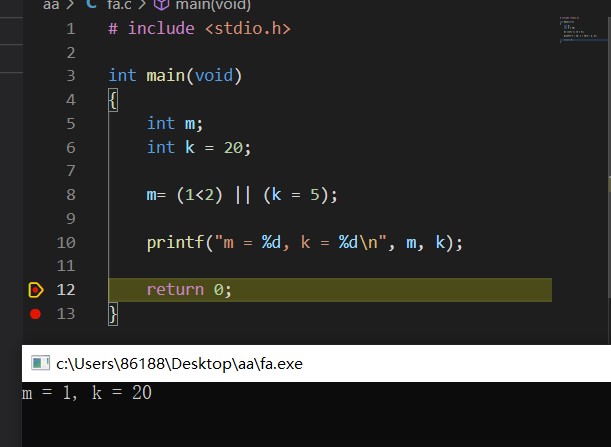 aa > C fa.c > main(void)
1 # include <stdio.h>
2
3 int main(void)
4 {
5 int m;
6 int k = 20;
7
8 m= (1<2) || (k = 5);
9
10 printf("m = %d, k = %d\n", m, k);
11
12 return 0;
13 }
c:\Users\86188\Desktop\aa\fa.exe
m = 1, k = 20